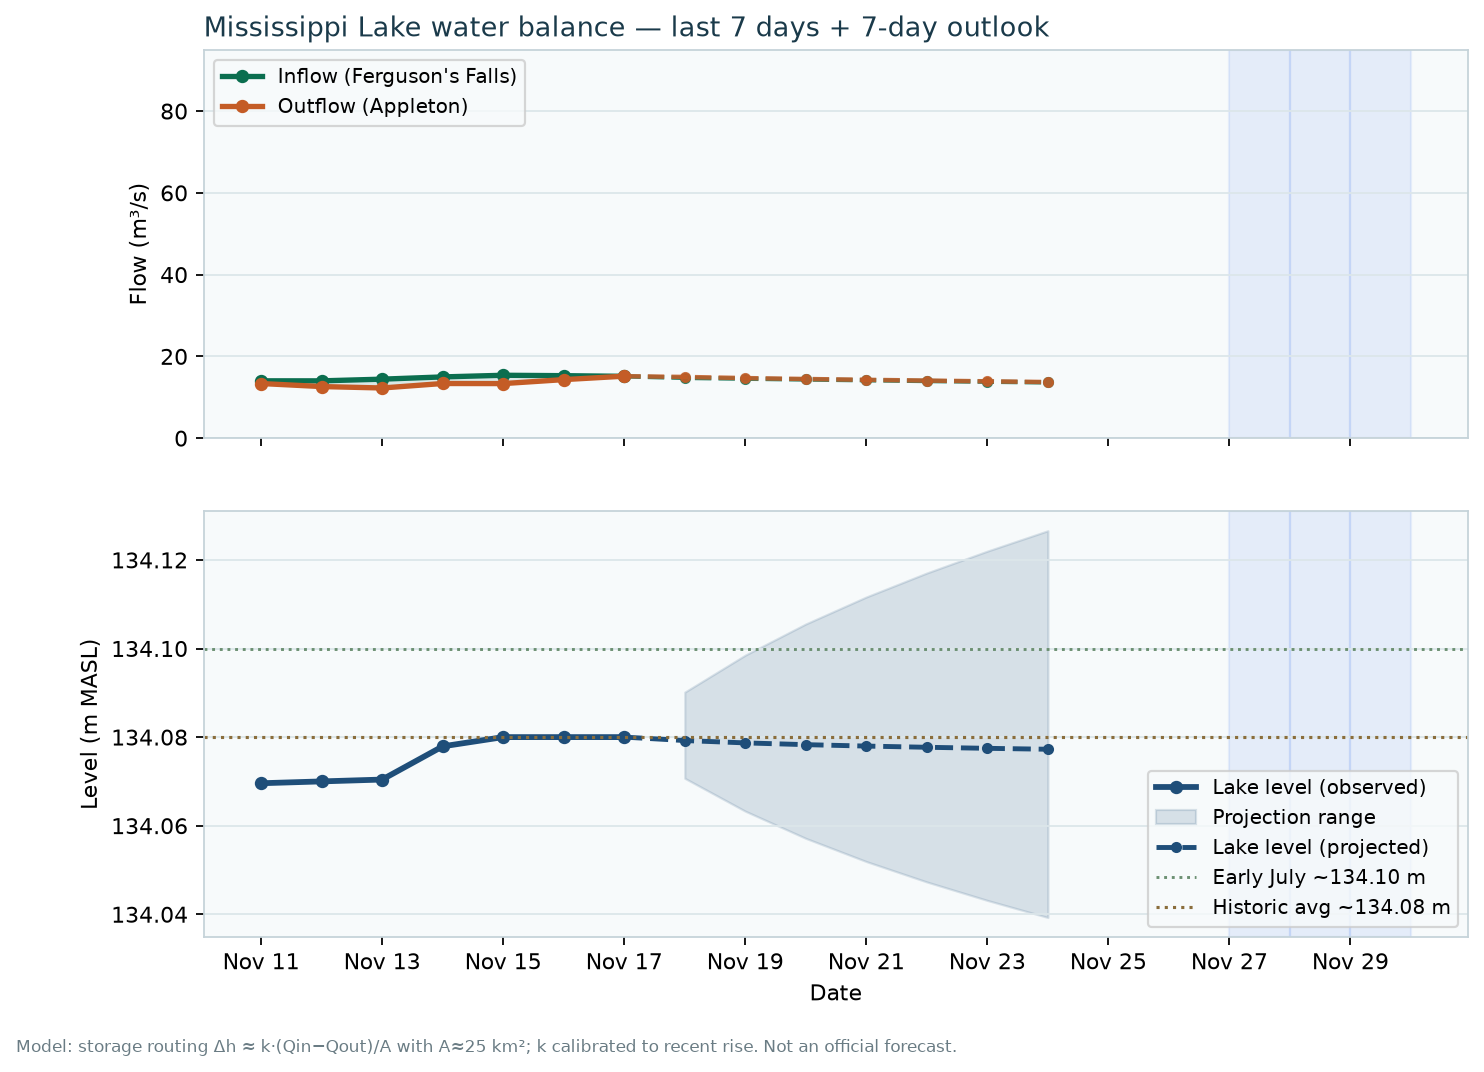 Mississippi Lake water balance — last 7 days + 7-day outlook
Inflow (Ferguson's Falls)
Outflow (Appleton)
Flow (m³/s)
80
60
40
20
0
Level (m MASL)
134.12
134.10
134.08
134.06
134.04
Lake level (observed)
Projection range
Lake level (projected)
Early July ~134.10 m
Historic avg ~134.08 m
Nov 11 Nov 13 Nov 15 Nov 17 Nov 19 Nov 21 Nov 23 Nov 25 Nov 27 Nov 29
Date
Model: storage routing Δh ≈ k·(Qin−Qout)/A with A≈25 km²; k calibrated to recent rise. Not an official forecast.